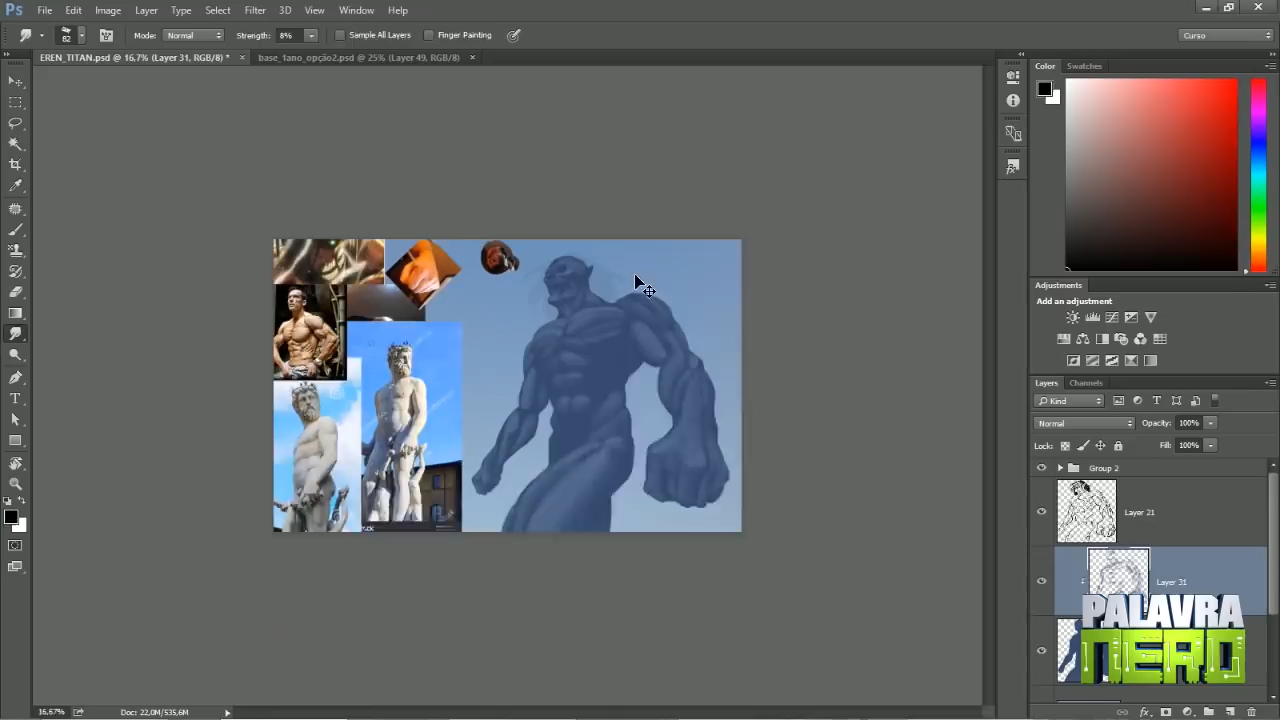 Ps File Edit Image Layer Type Select Filter 3D View Window Help
82 Mode: Normal Strength: 8% Sample All Layers Finger Painting Curso
EREN_TITAN.psd @ 16,7% (Layer 31, RGB/8) * × base_1ano_opção2.psd @ 25% (Layer 49, RGB/8) ×
Color Swatches
Adjustments
Add an adjustment
Layers Channels
Kind
Normal Opacity: 100%
Lock: Fill: 100%
Group 2
Layer 21
Layer 31
PALAVRA
NERD
16,67% Doc: 22,0M/535,6M